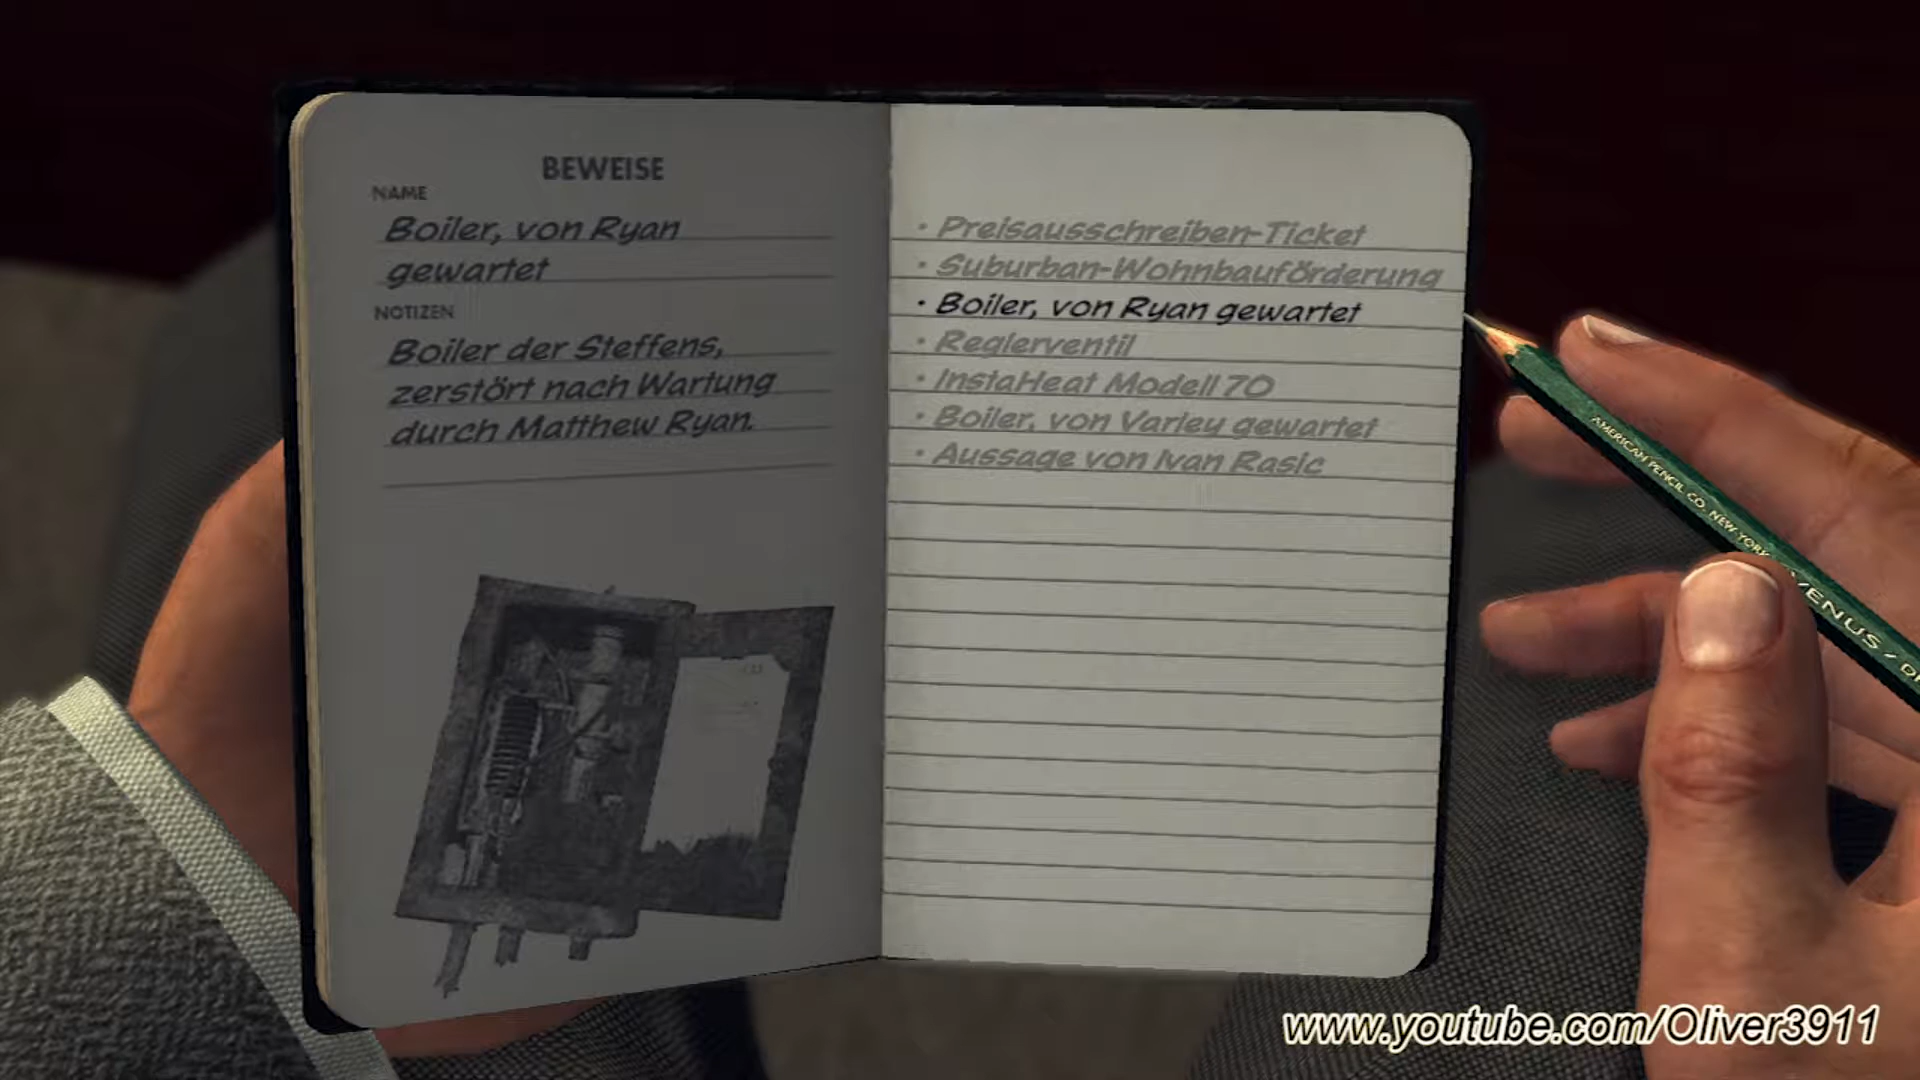 BEWEISE
NAME
Boiler, von Ryan
gewartet
NOTIZEN
Boiler der Steffens,
zerstört nach Wartung
durch Matthew Ryan.
• Preisausschreiben-Ticket
• Suburban-Wohnbauförderung
• Boiler, von Ryan gewartet
• Reglerventil
• InstaHeat Modell 70
• Boiler, von Varley gewartet
• Aussage von Ivan Rasic
AMERICAN PENCIL CO. NEW YORK
VENUS
www.youtube.com/Oliver3911